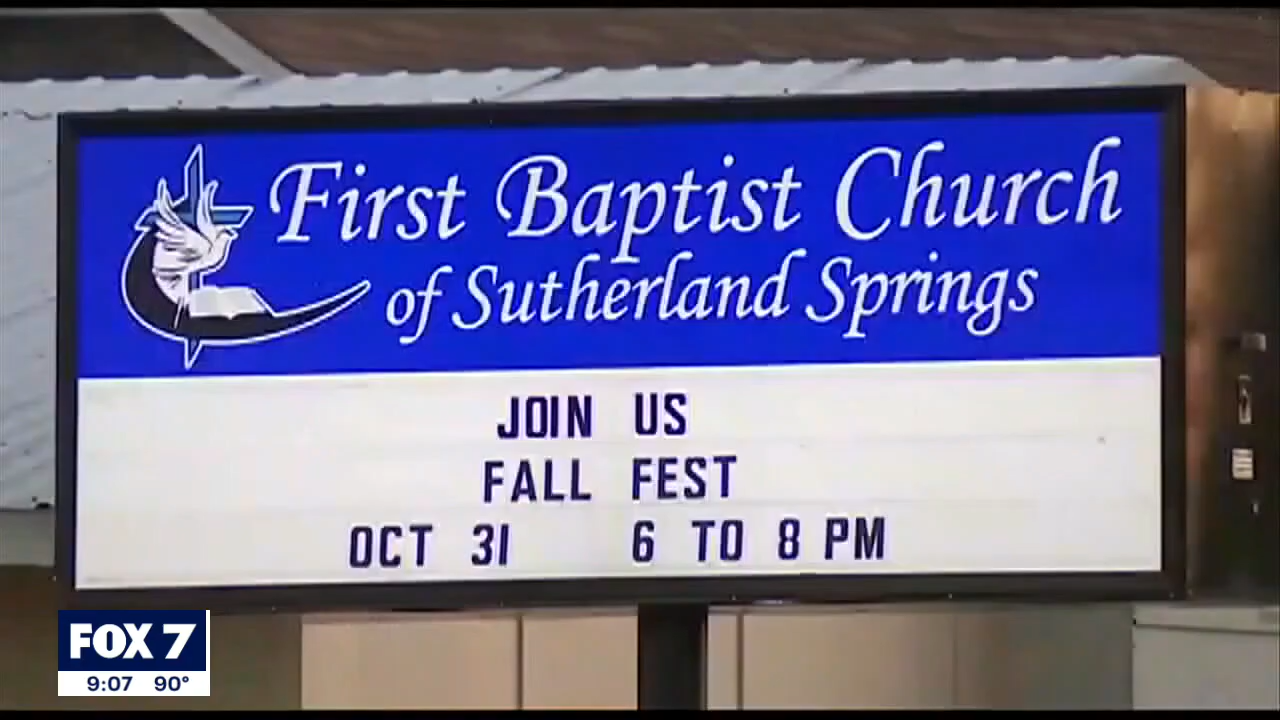 First Baptist Church
of Sutherland Springs
JOIN US
FALL FEST
OCT 31 6 TO 8 PM
FOX 7
9:07 90°